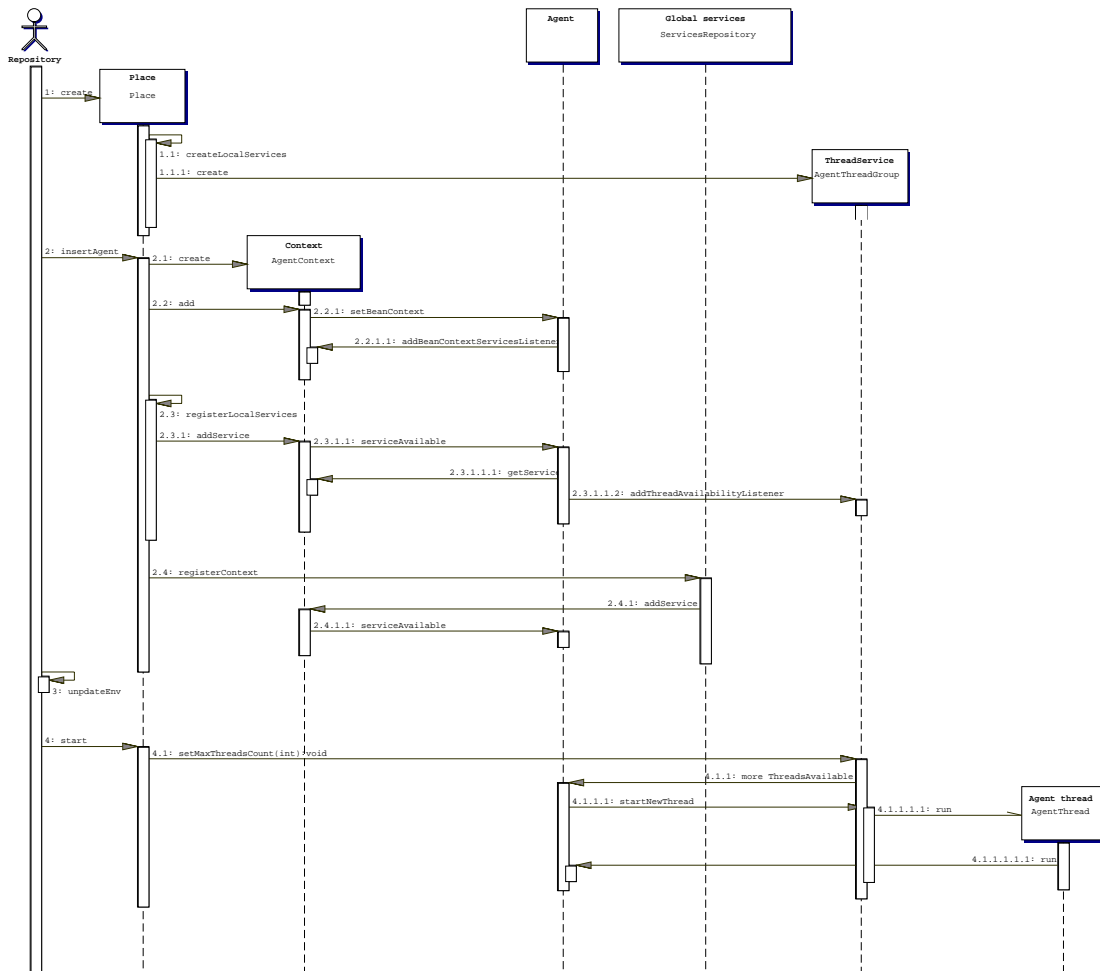 Agent
Global services
ServicesRepository
Repository
Place
Place
1: create
1.1: createLocalServices
1.1.1: create
ThreadService
AgentThreadGroup
2: insertAgent
Context
AgentContext
2.1: create
2.2: add
2.2.1: setBeanContext
2.2.1.1: addBeanContextServicesListener
2.3: registerLocalServices
2.3.1: addService
2.3.1.1: serviceAvailable
2.3.1.1.1: getService
2.3.1.1.2: addThreadAvailabilityListener
2.4: registerContext
2.4.1: addService
2.4.1.1: serviceAvailable
3: unpdateEnv
4: start
4.1: setMaxThreadsCount(int):void
4.1.1: more ThreadsAvailable
4.1.1.1: startNewThread
Agent thread
AgentThread
4.1.1.1.1: run
4.1.1.1.1.1: run